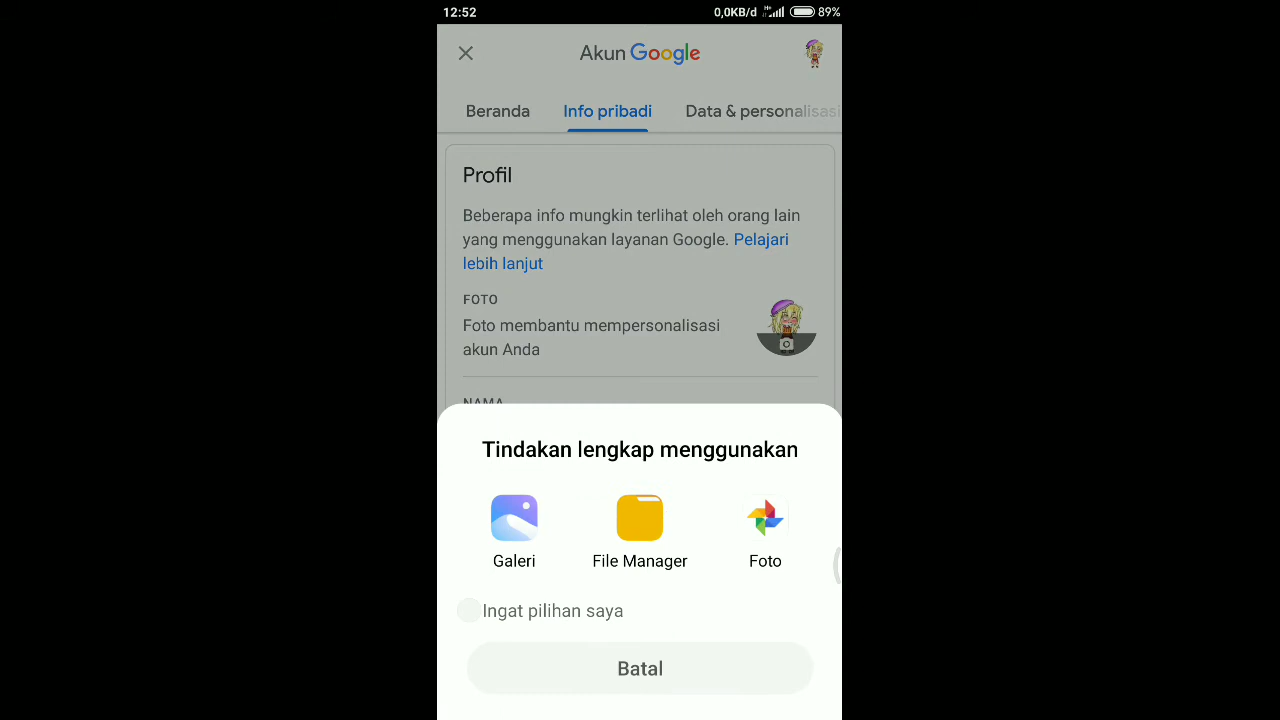 12:52 0,0KB/d H+ 89%
Akun Google
Beranda Info pribadi Data & personalisasi
Profil
Beberapa info mungkin terlihat oleh orang lain
yang menggunakan layanan Google. Pelajari
lebih lanjut
FOTO
Foto membantu mempersonalisasi
akun Anda
NAMA
Tindakan lengkap menggunakan
Galeri File Manager Foto
Ingat pilihan saya
Batal